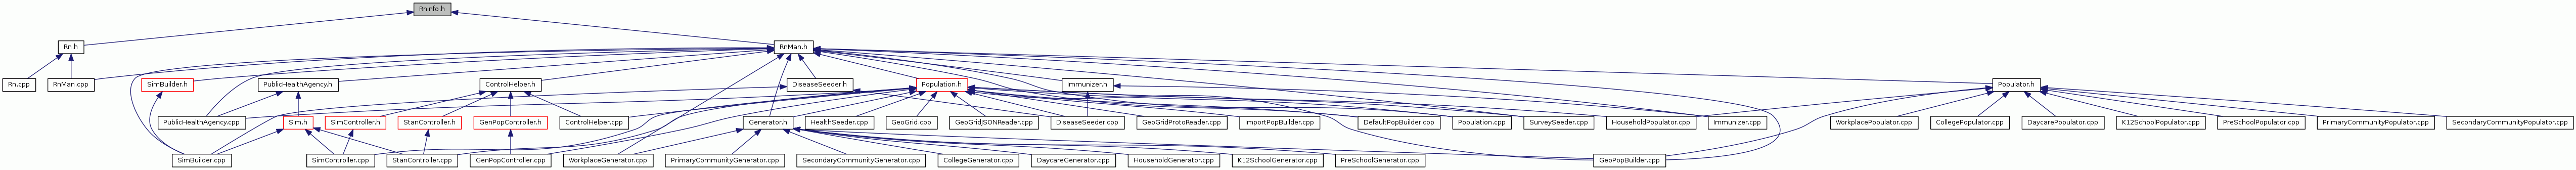 RnInfo.h
Rn.h
RnMan.h
Rn.cpp
RnMan.cpp
SimBuilder.h
PublicHealthAgency.h
ControlHelper.h
DiseaseSeeder.h
Population.h
Immunizer.h
Populator.h
PublicHealthAgency.cpp
Sim.h
SimController.h
StanController.h
GenPopController.h
ControlHelper.cpp
Generator.h
HealthSeeder.cpp
GeoGrid.cpp
GeoGridJSONReader.cpp
DiseaseSeeder.cpp
GeoGridProtoReader.cpp
ImportPopBuilder.cpp
DefaultPopBuilder.cpp
Population.cpp
SurveySeeder.cpp
HouseholdPopulator.cpp
Immunizer.cpp
WorkplacePopulator.cpp
CollegePopulator.cpp
DaycarePopulator.cpp
K12SchoolPopulator.cpp
PreSchoolPopulator.cpp
PrimaryCommunityPopulator.cpp
SecondaryCommunityPopulator.cpp
SimBuilder.cpp
SimController.cpp
StanController.cpp
GenPopController.cpp
WorkplaceGenerator.cpp
PrimaryCommunityGenerator.cpp
SecondaryCommunityGenerator.cpp
CollegeGenerator.cpp
DaycareGenerator.cpp
HouseholdGenerator.cpp
K12SchoolGenerator.cpp
PreSchoolGenerator.cpp
GeoPopBuilder.cpp